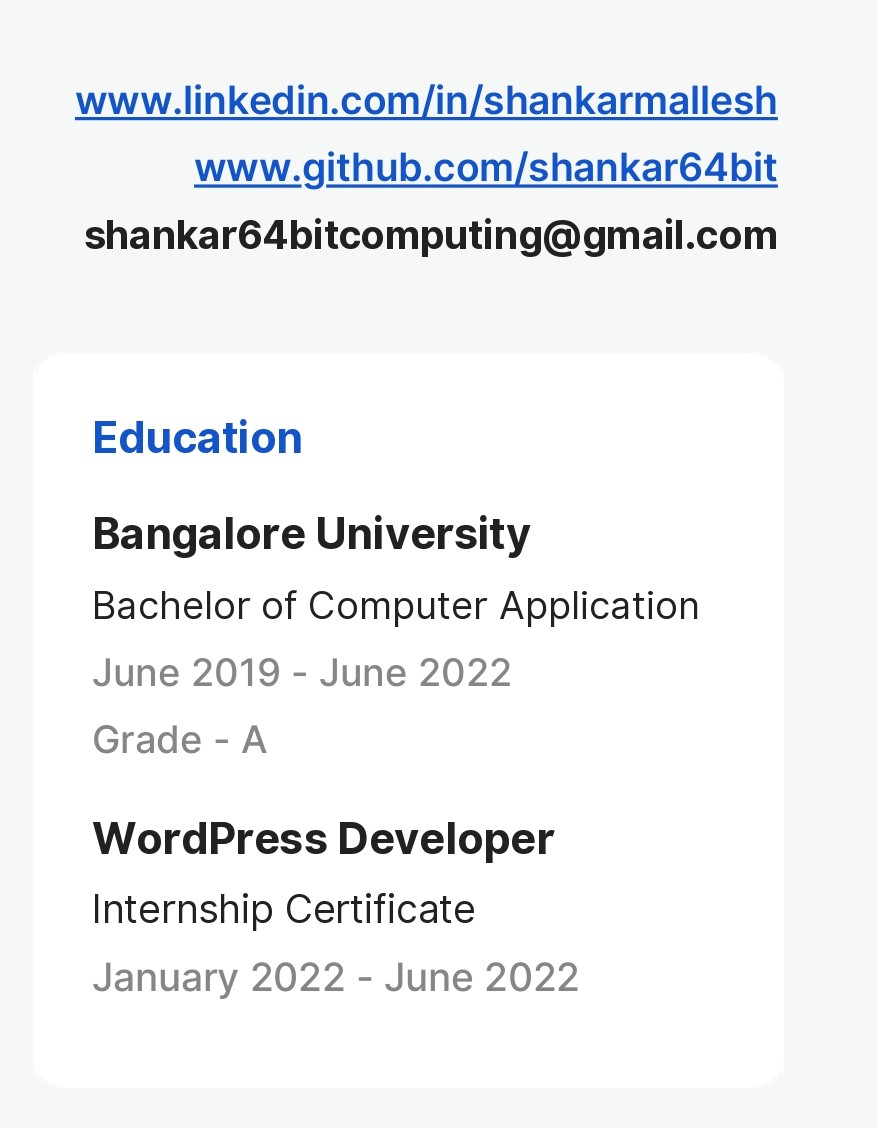 www.linkedin.com/in/shankarmallesh
www.github.com/shankar64bit
shankar64bitcomputing@gmail.com
Education
Bangalore University
Bachelor of Computer Application
June 2019 - June 2022
Grade - A
WordPress Developer
Internship Certificate
January 2022 - June 2022